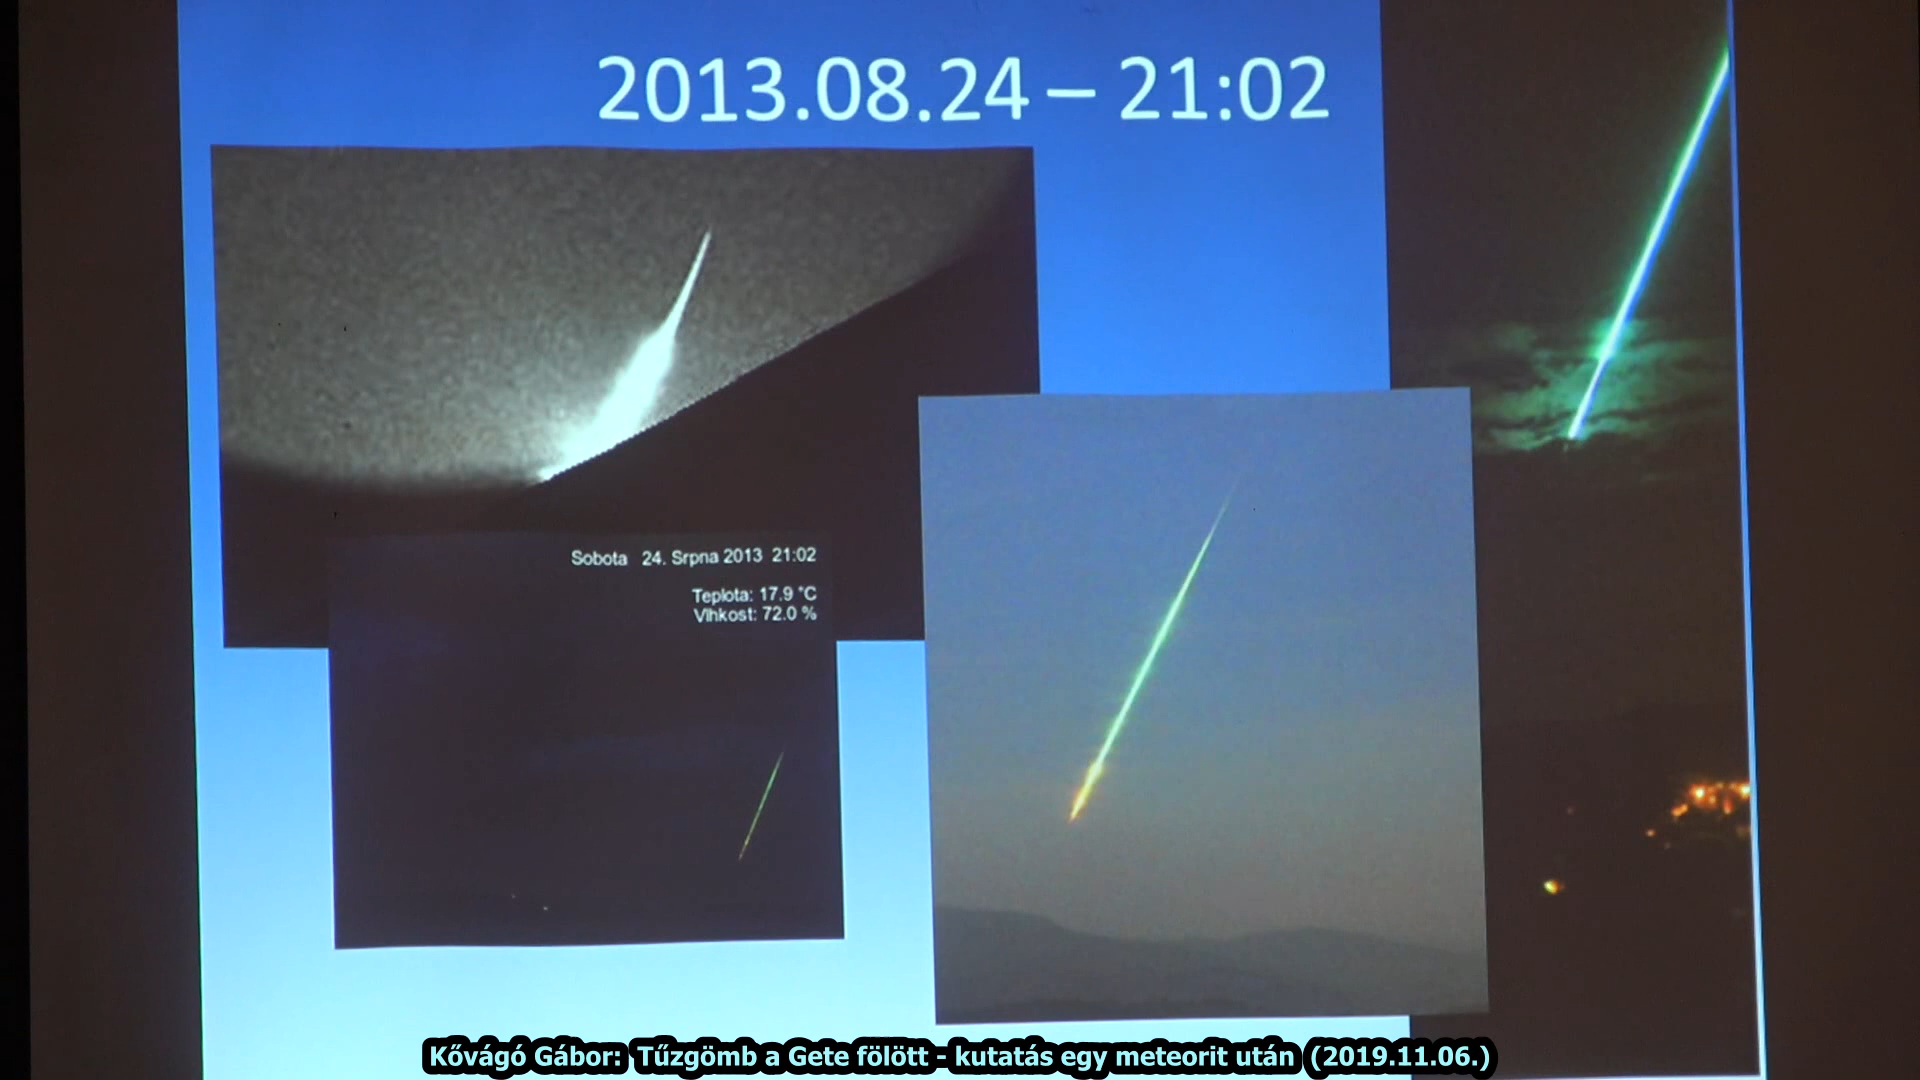 2013.08.24 – 21:02
Sobota 24. Srpna 2013 21:02
Teplota: 17.9 °C
Vlhkost: 72.0 %
Kővágó Gábor: Tűzgömb a Gete fölött - kutatás egy meteorit után (2019.11.06.)